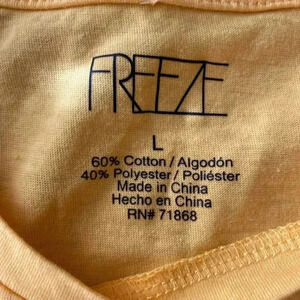 FREEZE
L
60% Cotton / Algodón
40% Polyester / Poliéster
Made in China
Hecho en China
RN# 71868